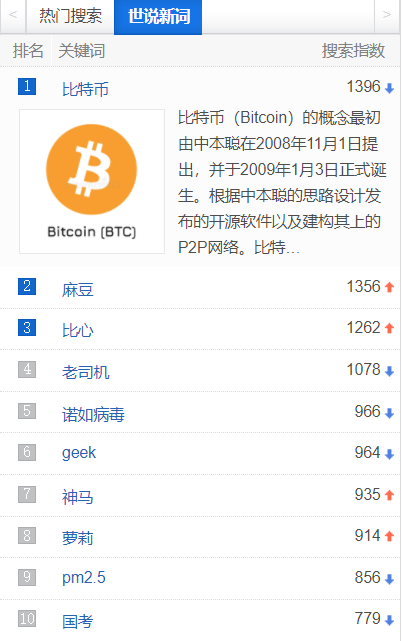 < 热门搜索 世说新词 >
排名 关键词 搜索指数
1 比特币 1396
比特币（Bitcoin）的概念最初
由中本聪在2008年11月1日提
出，并于2009年1月3日正式诞
生。根据中本聪的思路设计发
布的开源软件以及建构其上的
P2P网络。比特...
Bitcoin (BTC)
2 麻豆 1356
3 比心 1262
4 老司机 1078
5 诺如病毒 966
6 geek 964
7 神马 935
8 萝莉 914
9 pm2.5 856
10 国考 779